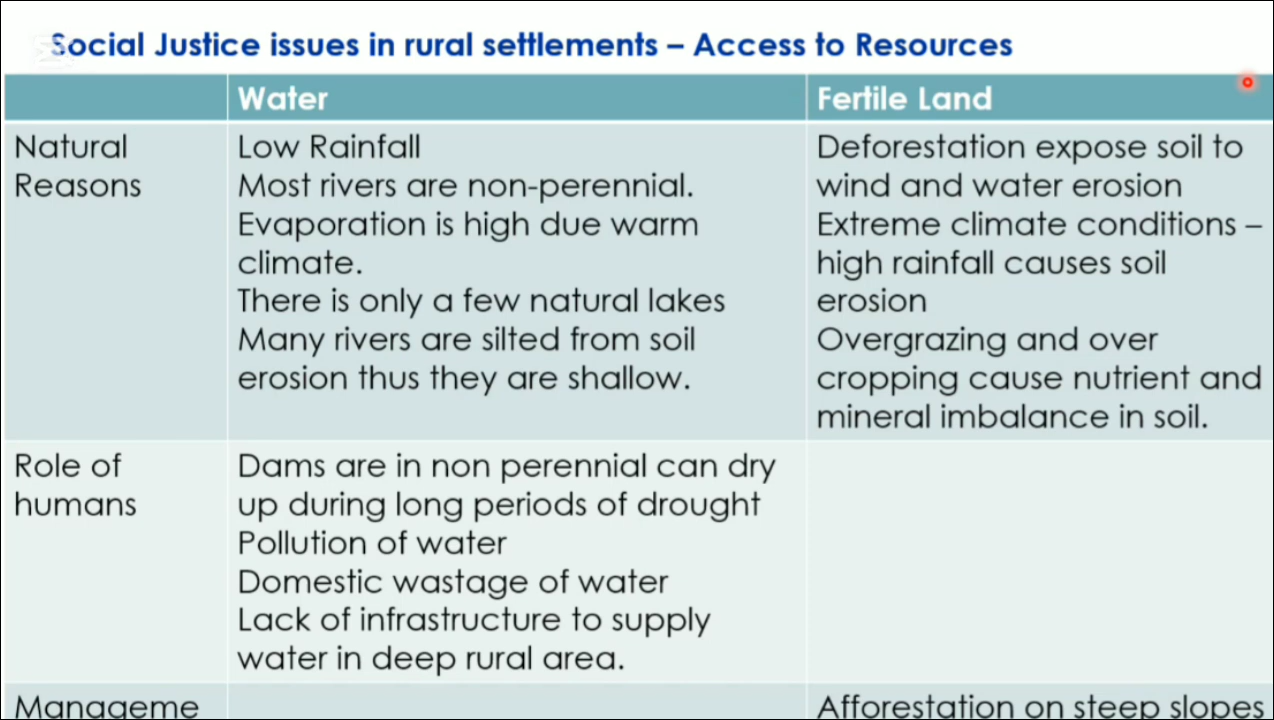 Social Justice issues in rural settlements – Access to Resources
Water
Fertile Land
Natural
Reasons
Low Rainfall
Most rivers are non-perennial.
Evaporation is high due warm
climate.
There is only a few natural lakes
Many rivers are silted from soil
erosion thus they are shallow.
Deforestation expose soil to
wind and water erosion
Extreme climate conditions –
high rainfall causes soil
erosion
Overgrazing and over
cropping cause nutrient and
mineral imbalance in soil.
Role of
humans
Dams are in non perennial can dry
up during long periods of drought
Pollution of water
Domestic wastage of water
Lack of infrastructure to supply
water in deep rural area.
Manageme
Afforestation on steep slopes